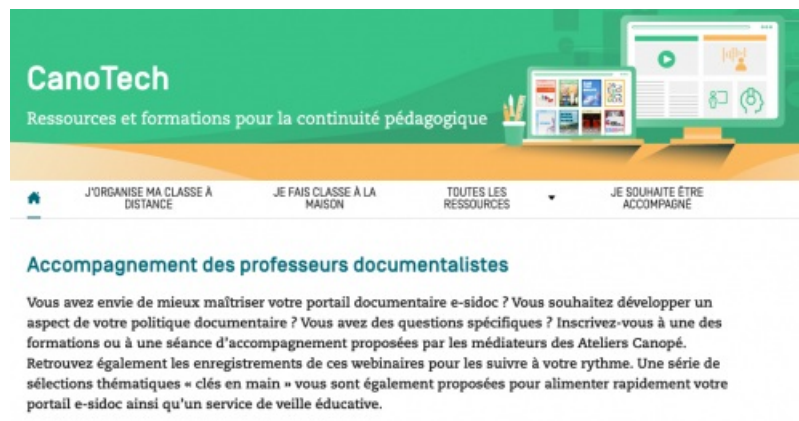 CanoTech
Ressources et formations pour la continuité pédagogique
J'ORGANISE MA CLASSE À
DISTANCE
JE FAIS CLASSE À LA
MAISON
TOUTES LES
RESSOURCES
JE SOUHAITE ÊTRE
ACCOMPAGNÉ
Accompagnement des professeurs documentalistes
Vous avez envie de mieux maîtriser votre portail documentaire e-sidoc ? Vous souhaitez développer un
aspect de votre politique documentaire ? Vous avez des questions spécifiques ? Inscrivez-vous à une des
formations ou à une séance d'accompagnement proposées par les médiateurs des Ateliers Canopé.
Retrouvez également les enregistrements de ces webinaires pour les suivre à votre rythme. Une série de
sélections thématiques « clés en main » vous sont également proposées pour alimenter rapidement votre
portail e-sidoc ainsi qu'un service de veille éducative.